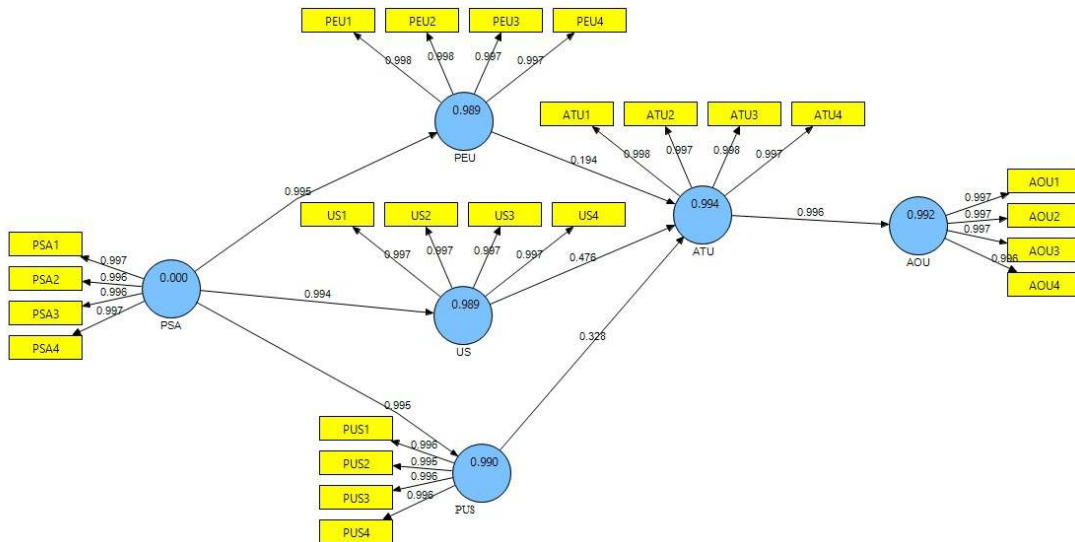 PEU1 PEU2 PEU3 PEU4
0.998 0.998 0.997 0.997
0.989
PEU
ATU1 ATU2 ATU3 ATU4
0.998 0.997 0.998 0.997
0.995
0.194
US1 US2 US3 US4
0.997 0.997 0.997 0.997
0.994
ATU
0.996
0.992
AOU
AOU1
AOU2
AOU3
AOU4
0.997
0.997
0.997
0.996
PSA1
PSA2
PSA3
PSA4
0.997
0.996
0.996
0.997
0.000
PSA
0.994
0.989
US
0.476
0.328
0.995
PUS1
PUS2
PUS3
PUS4
0.996
0.995
0.996
0.996
0.990
PUS